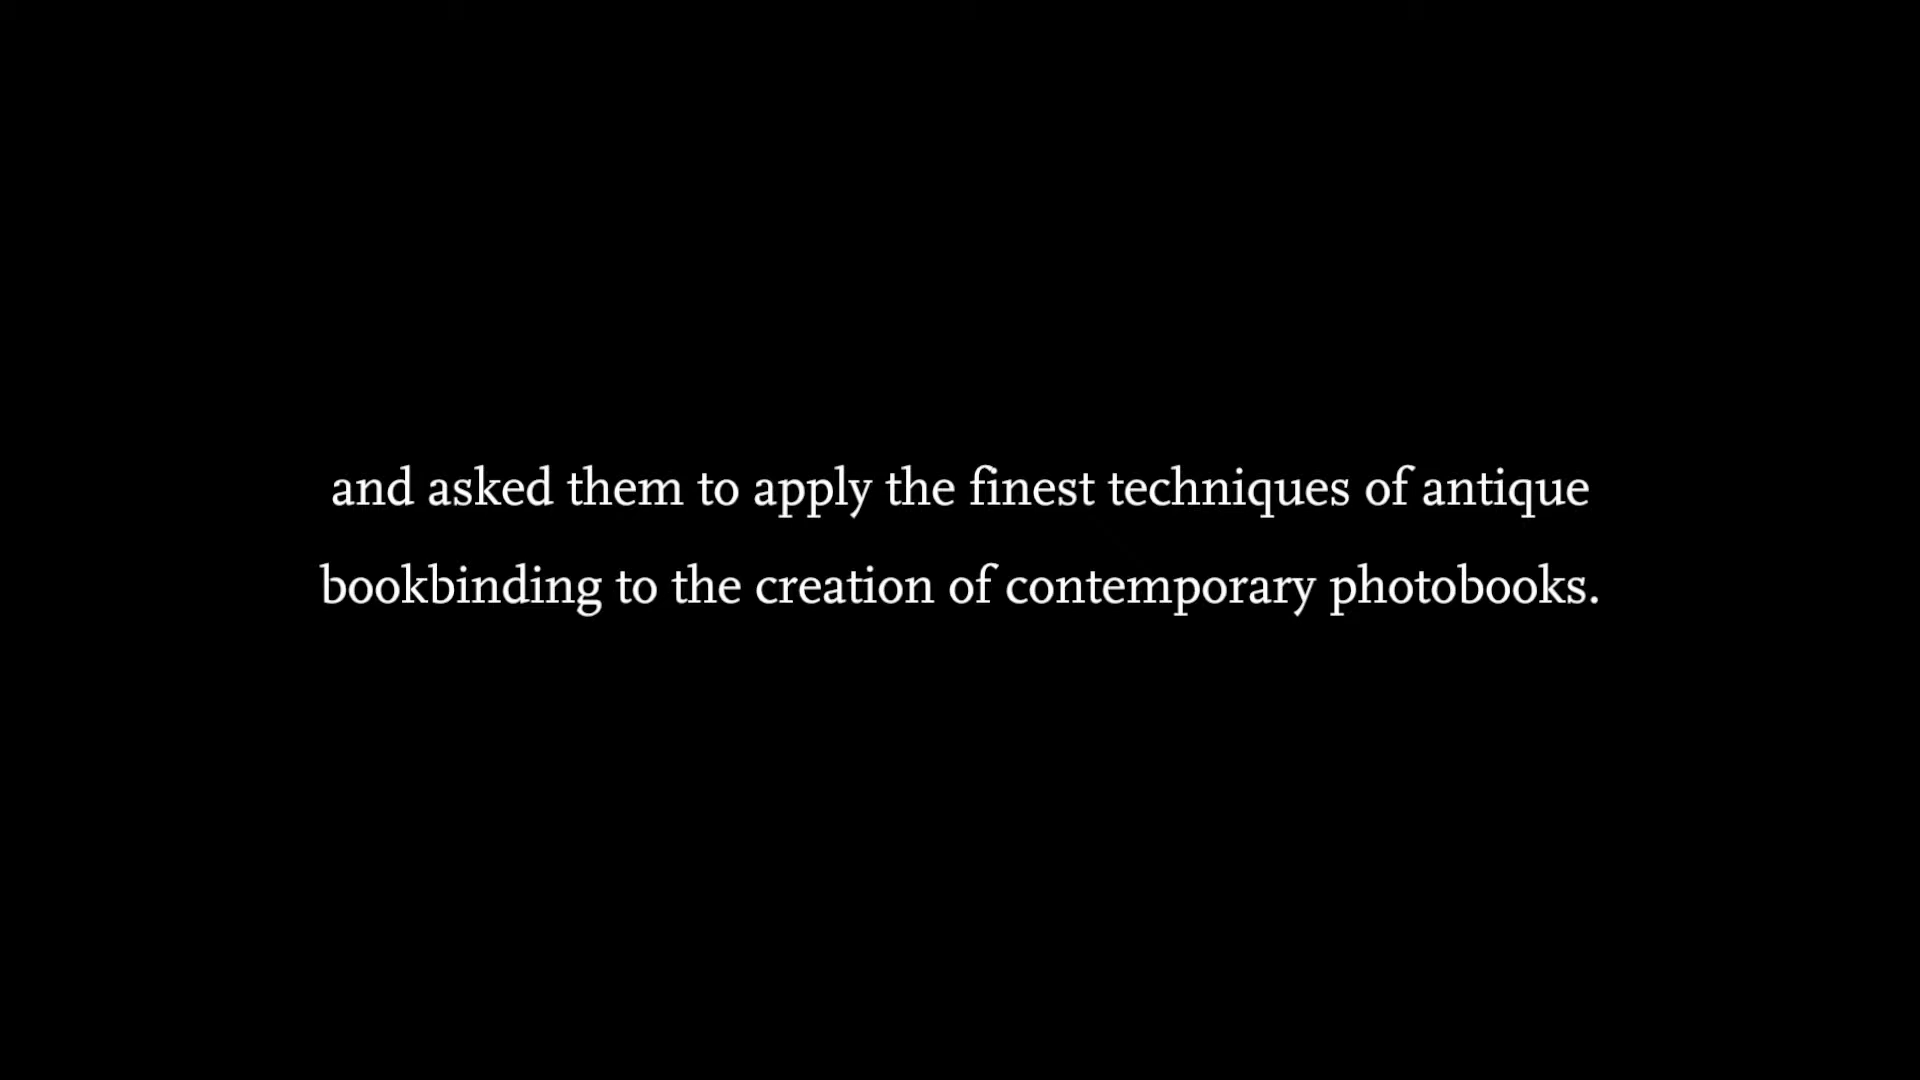 and asked them to apply the finest techniques of antique
bookbinding to the creation of contemporary photobooks.